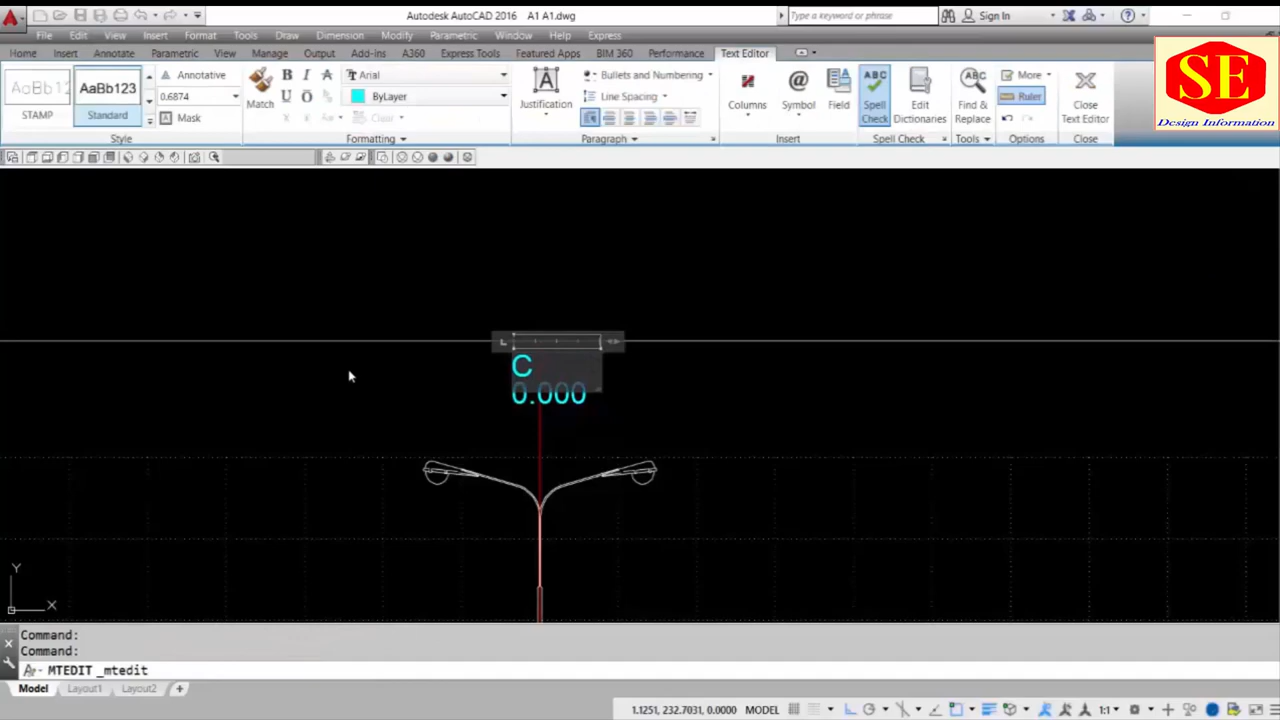 Autodesk AutoCAD 2016 A1 A1.dwg
Type a keyword or phrase
Sign In
File Edit View Insert Format Tools Draw Dimension Modify Parametric Window Help Express
Home Insert Annotate Parametric View Manage Output Add-ins A360 Express Tools Featured Apps BIM 360 Performance Text Editor
SE
Design Information
AaBb12
STAMP
AaBb123
Standard
Annotative
0.6874
Mask
Style
Match
B I A
U O
Arial
ByLayer
Clear
Formatting
A
Justification
Bullets and Numbering
Line Spacing
Paragraph
Columns
@
Symbol
Field
Insert
ABC
Spell
Check
Edit
Dictionaries
Spell Check
ABC
Find &
Replace
Tools
More
Ruler
Options
Close
Text Editor
Close
C
0.000
Y
X
Command:
Command:
MTEDIT _mtedit
Model Layout1 Layout2 +
1.1251, 232.7031, 0.0000 MODEL
1:1